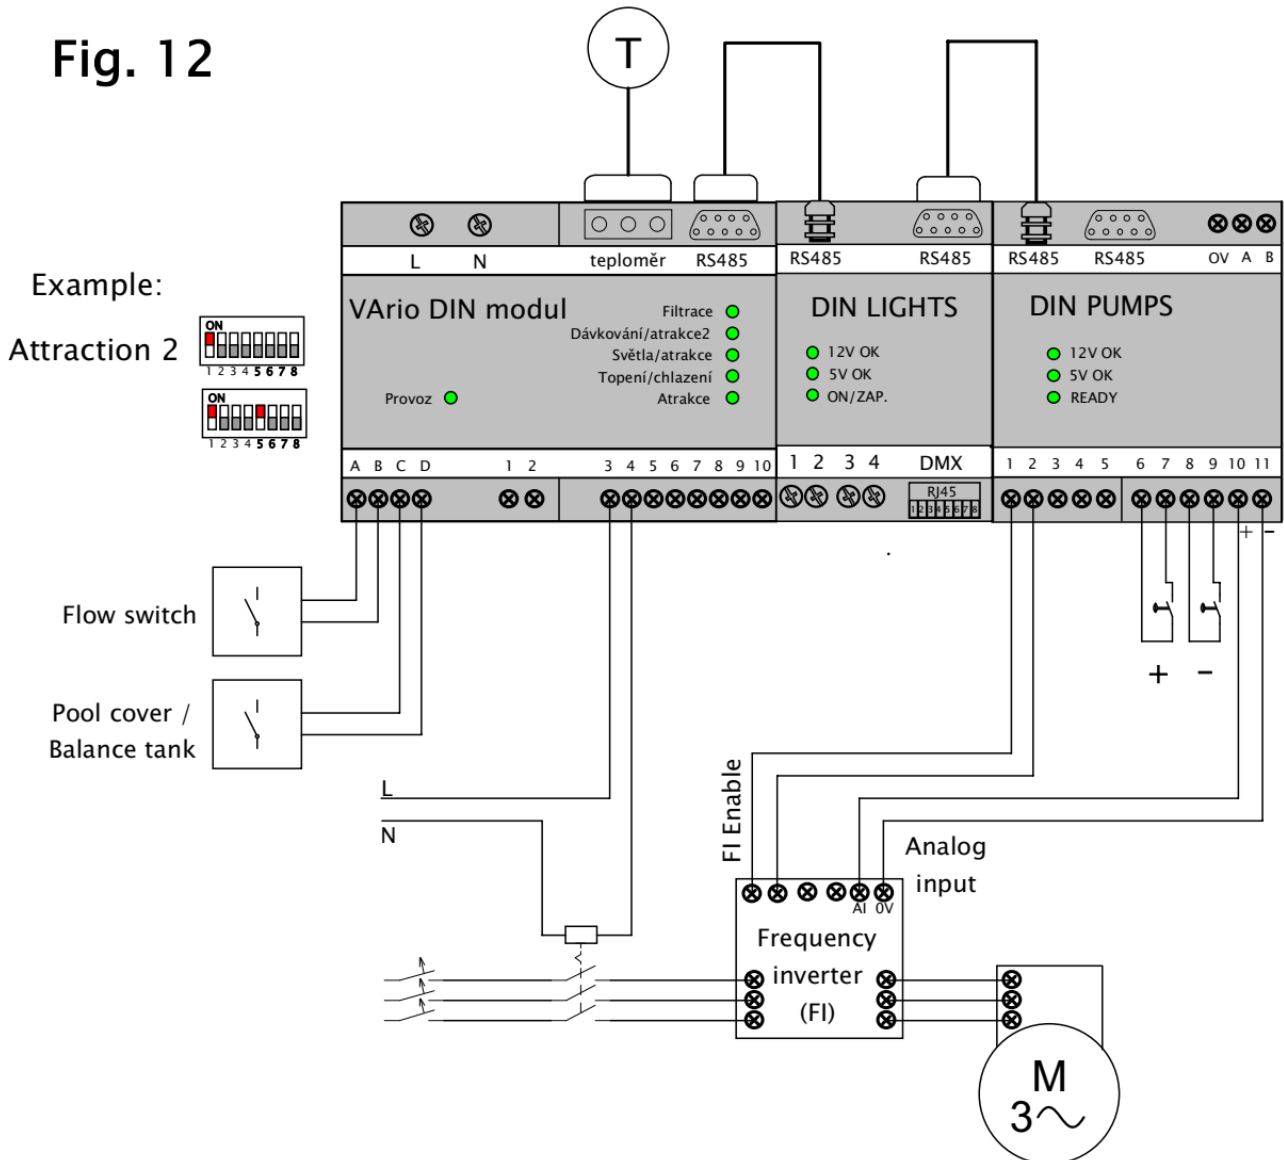 Fig. 12
T
L N teploměr RS485 RS485 RS485 RS485 RS485 OV A B
Example:
Attraction 2
ON
1 2 3 4 5 6 7 8
ON
1 2 3 4 5 6 7 8
VArio DIN modul
Filtrace
Dávkování/atrakce2
Světla/atrakce
Topení/chlazení
Atrakce
Provoz
DIN LIGHTS
12V OK
5V OK
ON/ZAP.
DIN PUMPS
12V OK
5V OK
READY
A B C D 1 2 3 4 5 6 7 8 9 10
1 2 3 4 DMX
RJ45
1 2 3 4 5 6 7 8
1 2 3 4 5 6 7 8 9 10 11
+ -
Flow switch
+ -
Pool cover /
Balance tank
L
N
FI Enable
Analog
input
AI 0V
Frequency
inverter
(FI)
M
3~